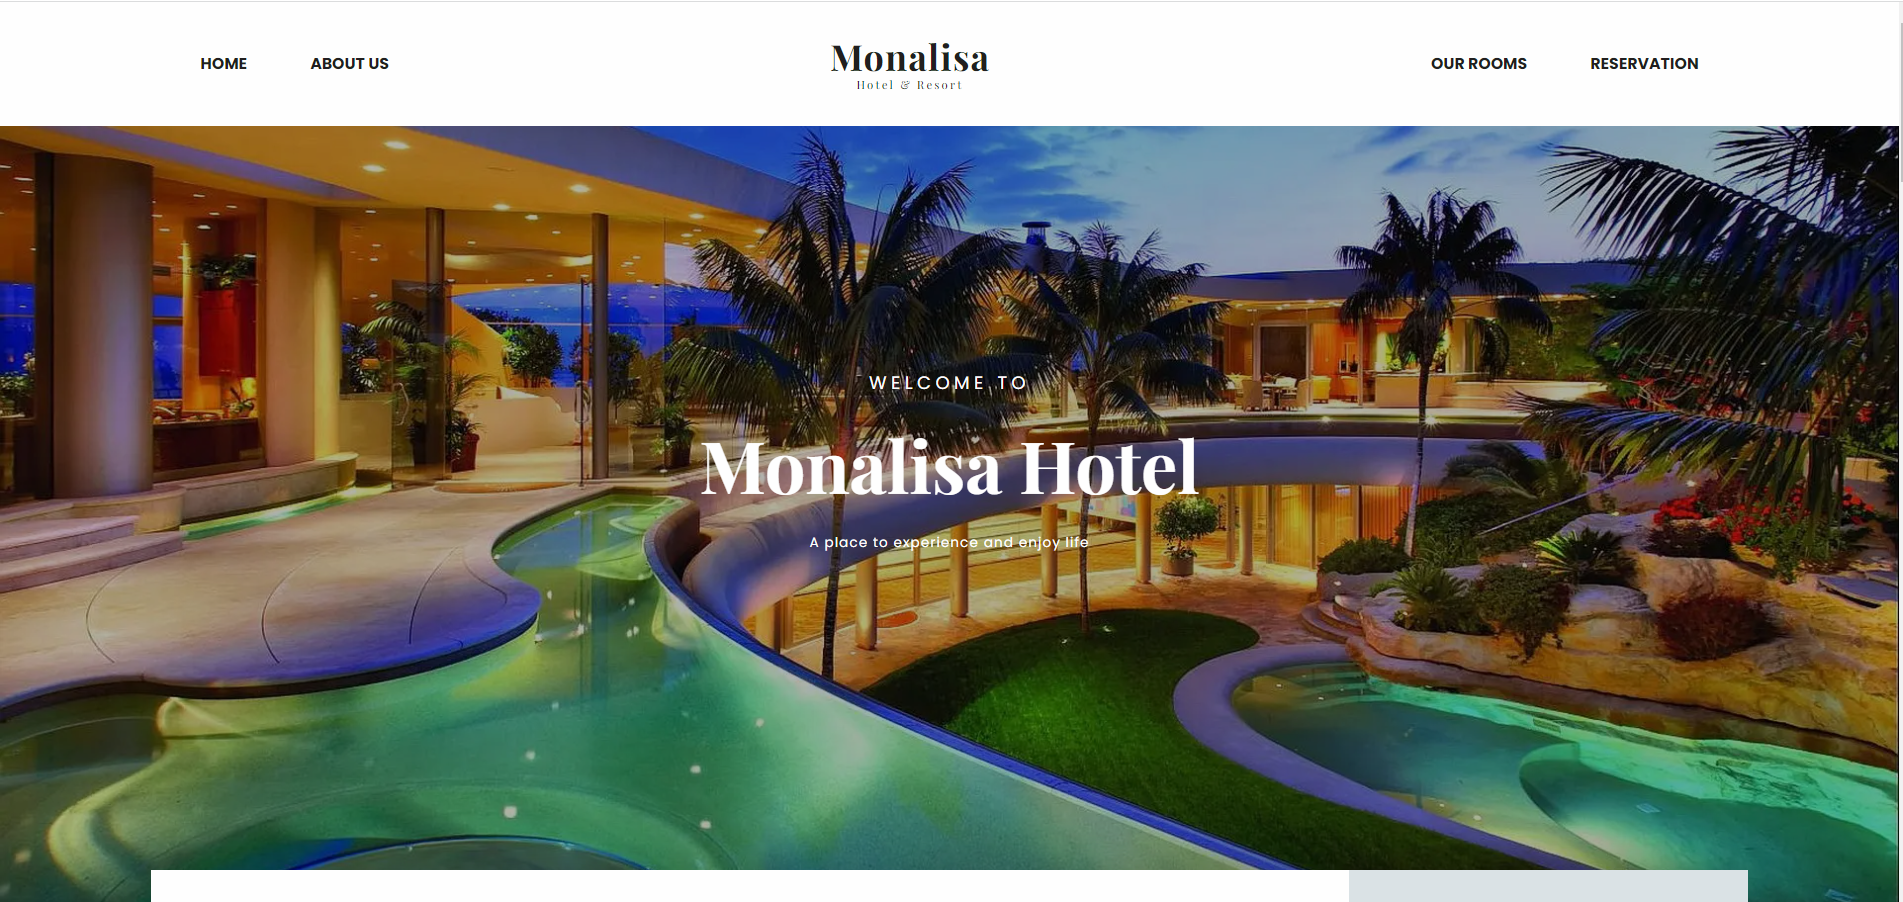 HOME
ABOUT US
Monalisa
Hotel & Resort
OUR ROOMS
RESERVATION
WELCOME TO
Monalisa Hotel
A place to experience and enjoy life